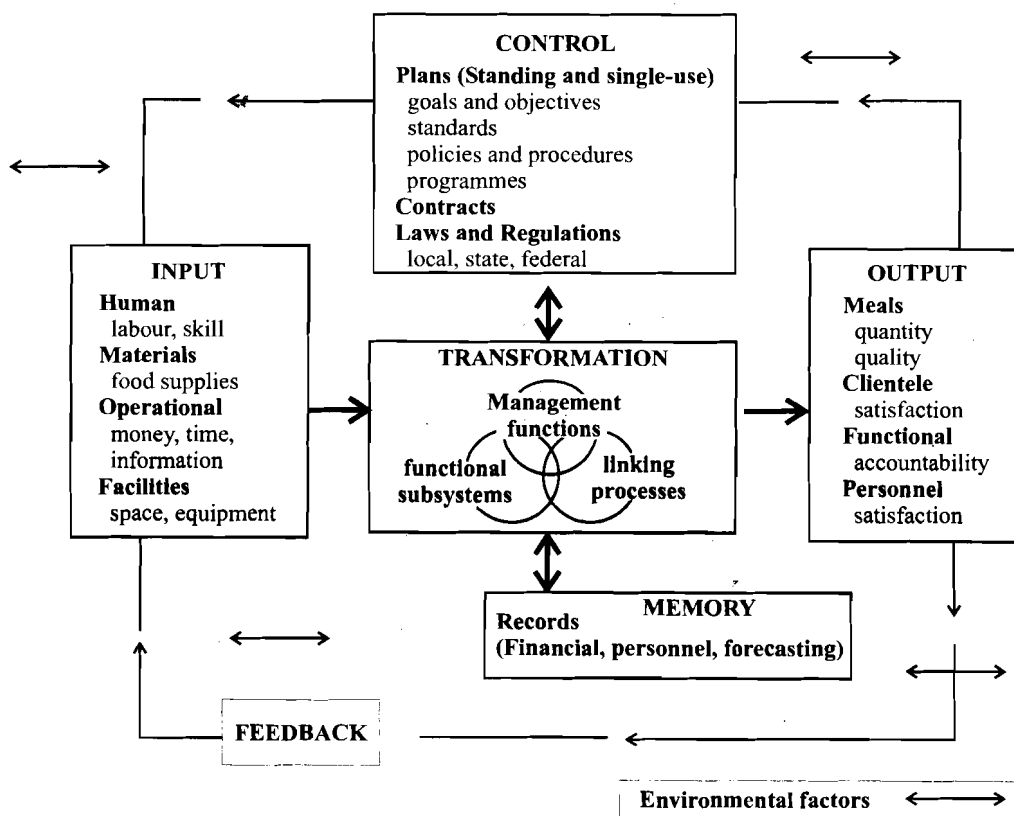 CONTROL
Plans (Standing and single-use)
goals and objectives
standards
policies and procedures
programmes
Contracts
Laws and Regulations
local, state, federal
INPUT
Human
labour, skill
Materials
food supplies
Operational
money, time,
information
Facilities
space, equipment
TRANSFORMATION
Management
functions
functional
subsystems
linking
processes
OUTPUT
Meals
quantity
quality
Clientele
satisfaction
Functional
accountability
Personnel
satisfaction
MEMORY
Records
(Financial, personnel, forecasting)
FEEDBACK
Environmental factors